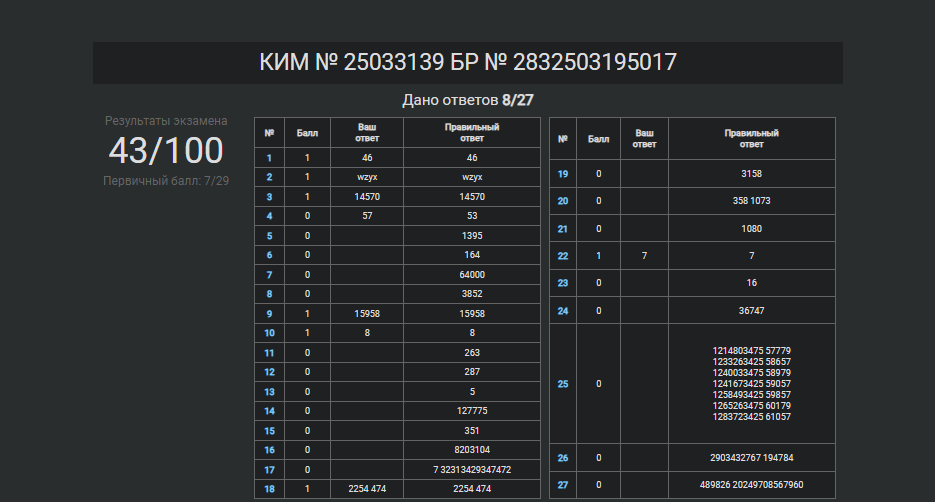 КИМ № 25033139 БР № 2832503195017
Дано ответов 8/27
Результаты экзамена
43/100
Первичный балл: 7/29
№ Балл Ваш ответ Правильный ответ
1 1 46 46
2 1 wzyx wzyx
3 1 14570 14570
4 0 57 53
5 0 1395
6 0 164
7 0 64000
8 0 3852
9 1 15958 15958
10 1 8 8
11 0 263
12 0 287
13 0 5
14 0 127775
15 0 351
16 0 8203104
17 0 7 32313429347472
18 1 2254 474 2254 474
№ Балл Ваш ответ Правильный ответ
19 0 3158
20 0 358 1073
21 0 1080
22 1 7 7
23 0 16
24 0 36747
25 0 1214803475 57779
1233263425 58657
1240033475 58979
1241673425 59057
1258493425 59857
1265263475 60179
1283723425 61057
26 0 2903432767 194784
27 0 489826 20249708567960